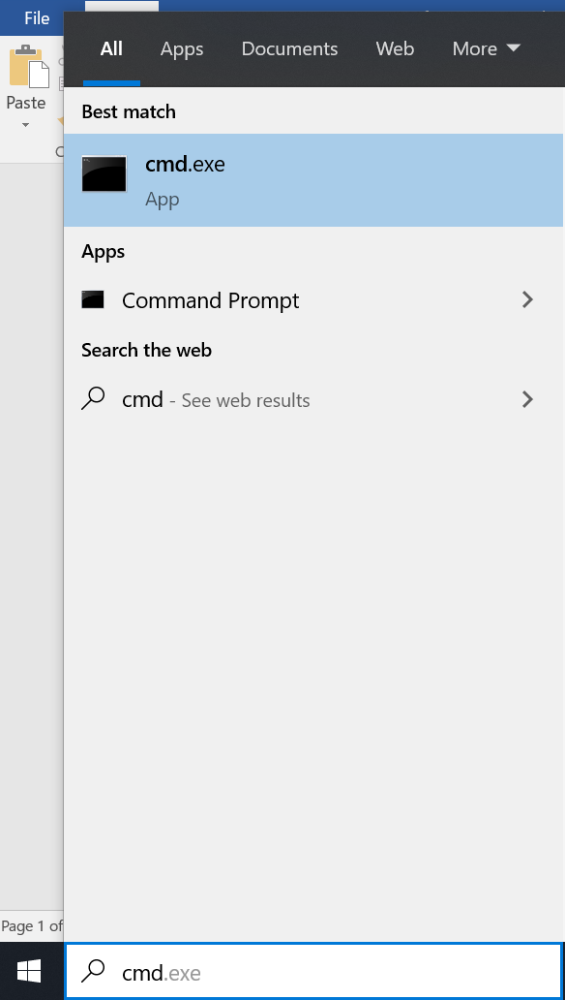 File
All Apps Documents Web More
Paste
Best match
cmd.exe
App
Apps
Command Prompt
Search the web
cmd - See web results
Page 1 of
cmd.exe